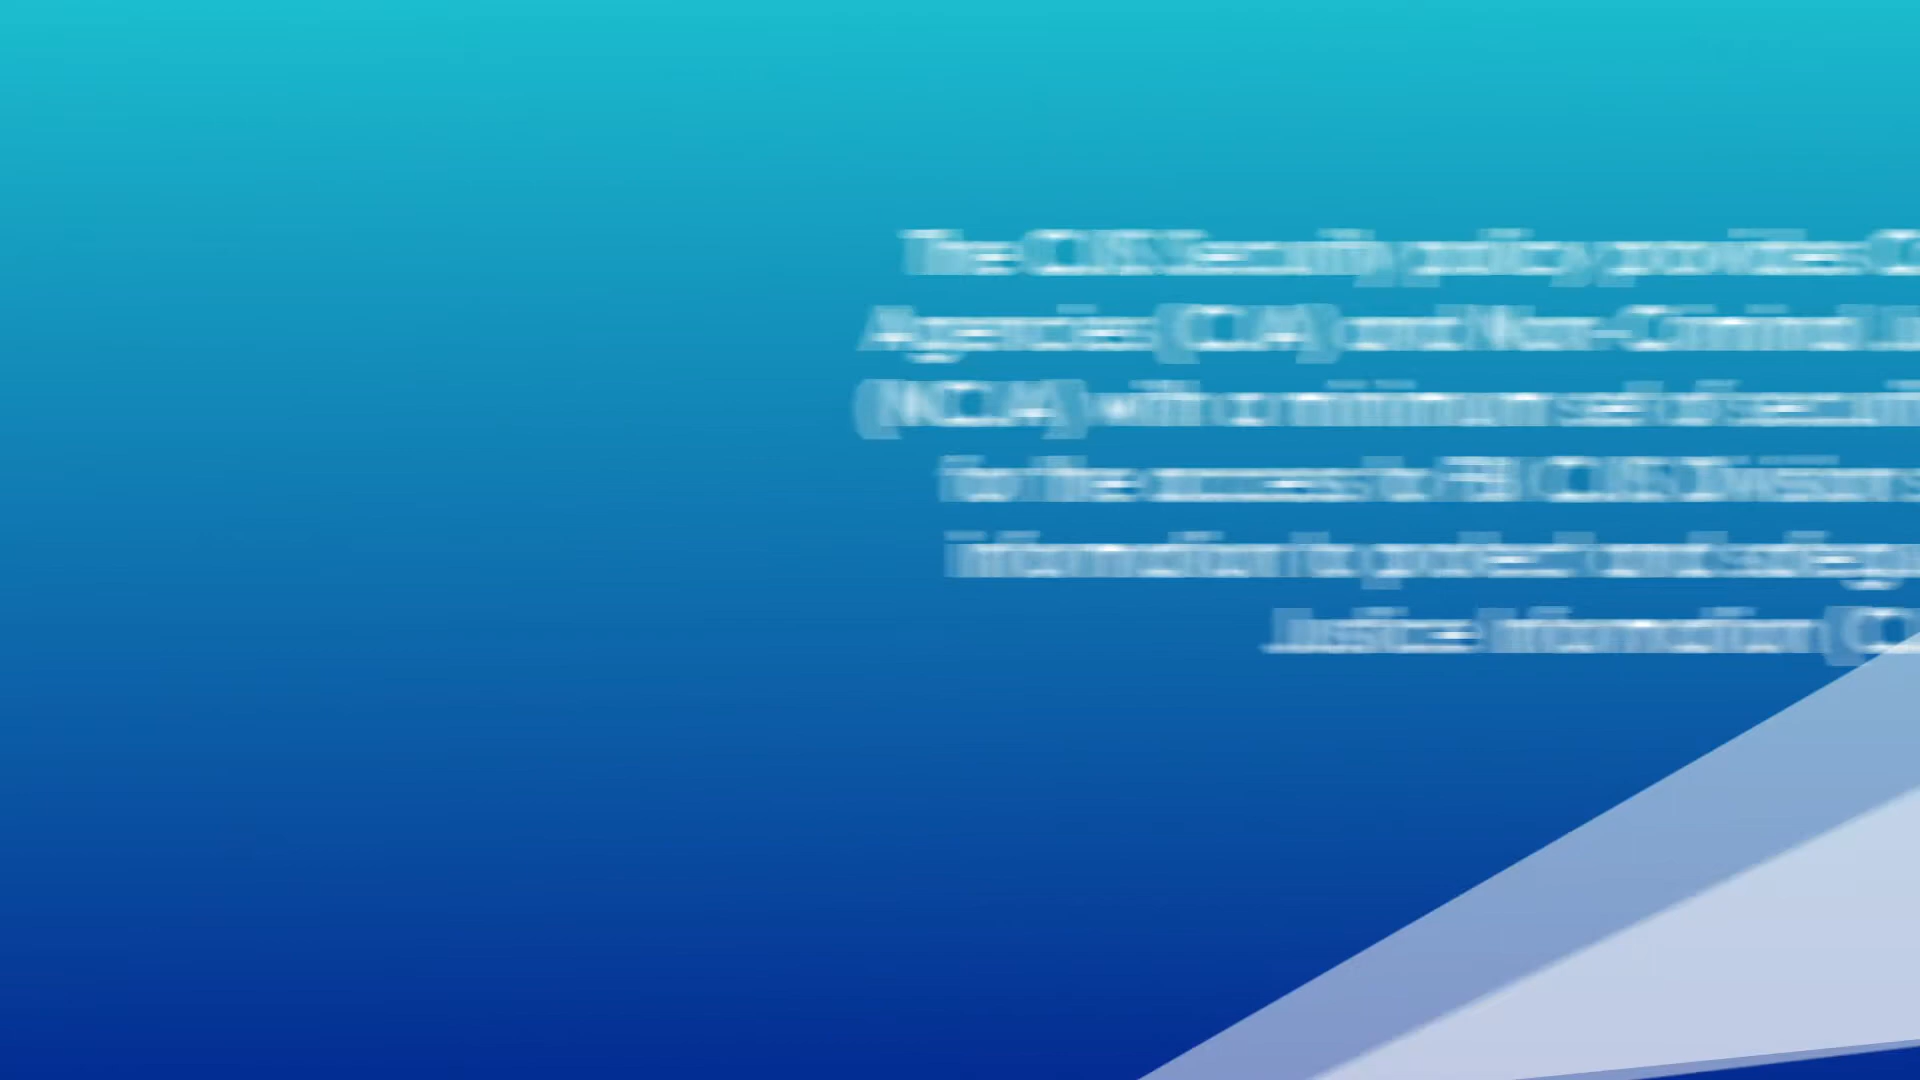 The CJIS Security policy provides
Agencies (CJA) and Non-Criminal
(NCJA) with a minimum set of
for the access to FBI CJIS Division
information to protect and
Justice Information